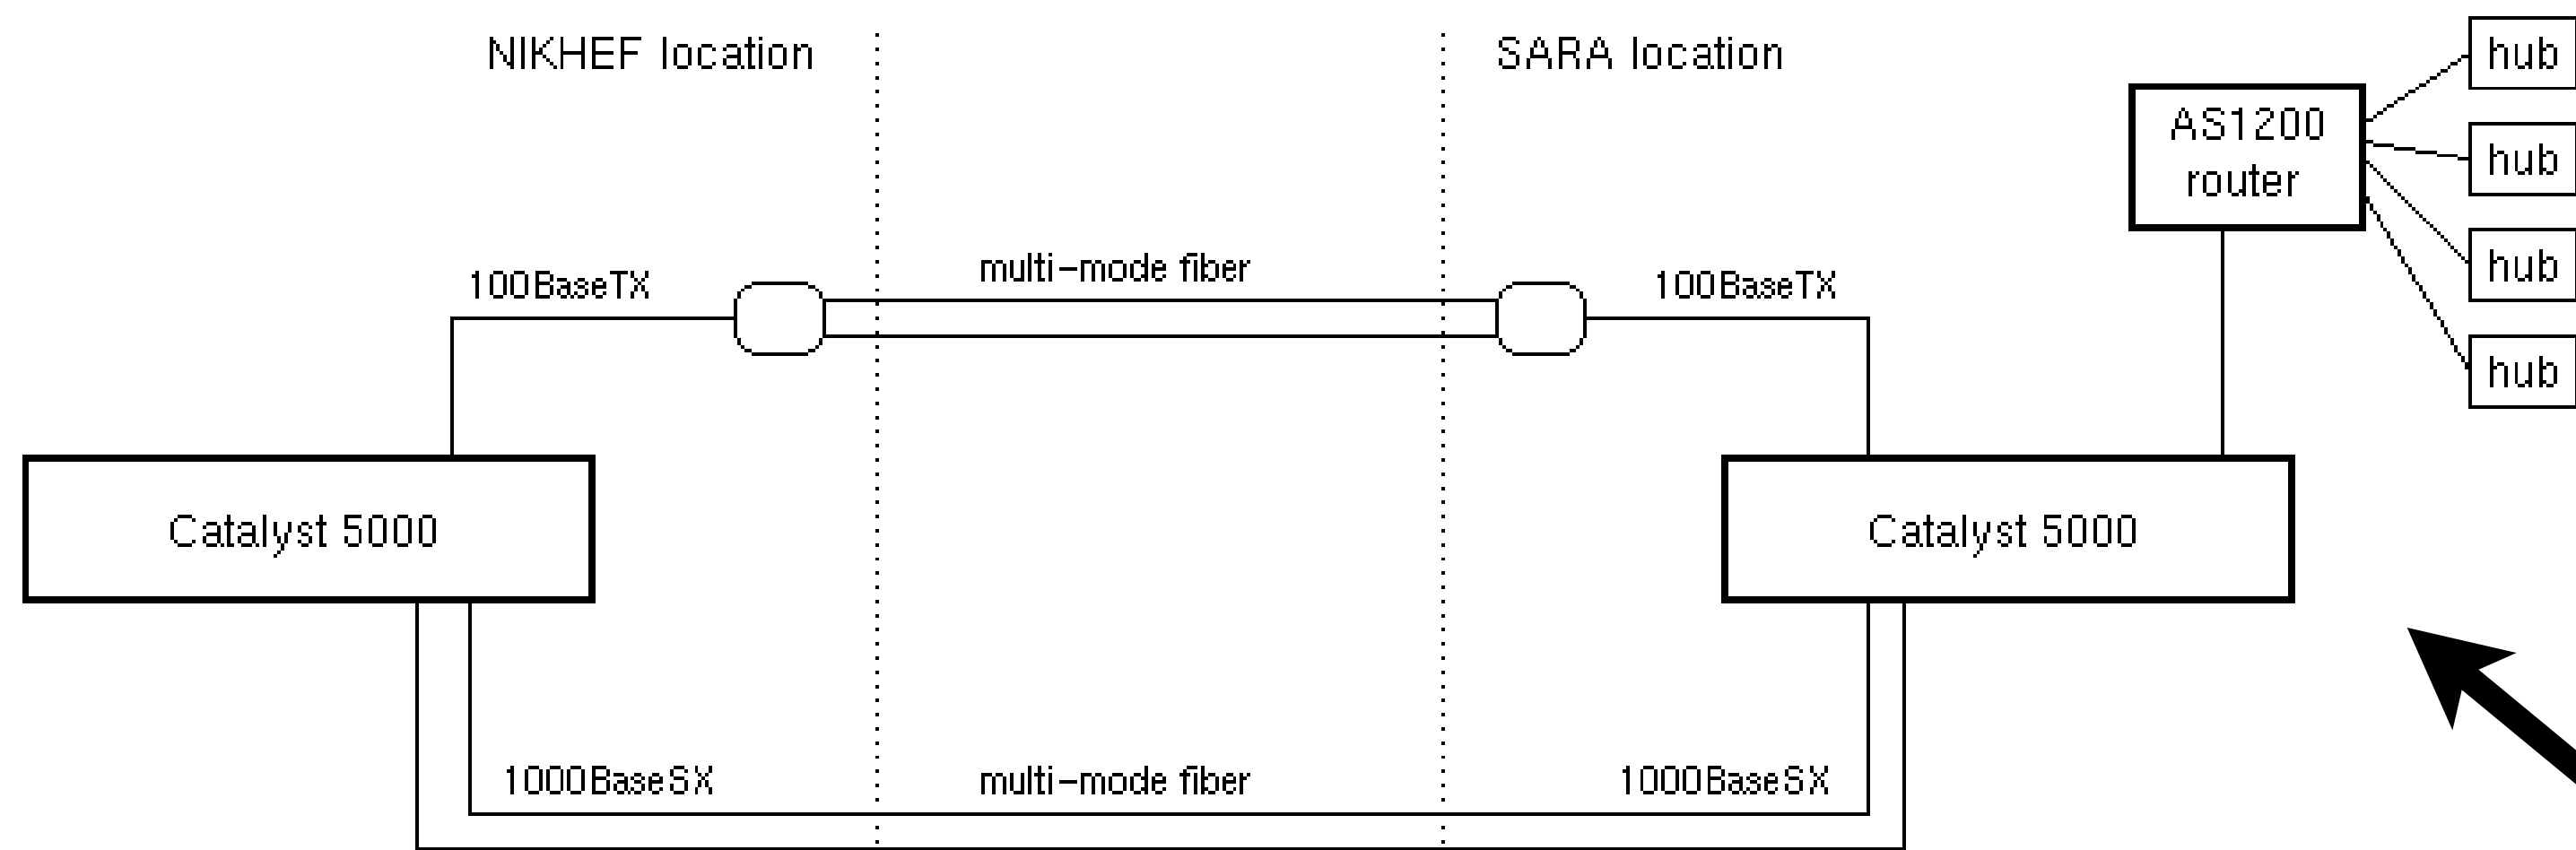 NIKHEF location
SARA location
hub
AS1200
router
hub
hub
hub
100BaseTX
multi-mode fiber
100BaseTX
Catalyst 5000
Catalyst 5000
1000BaseSX
multi-mode fiber
1000BaseSX